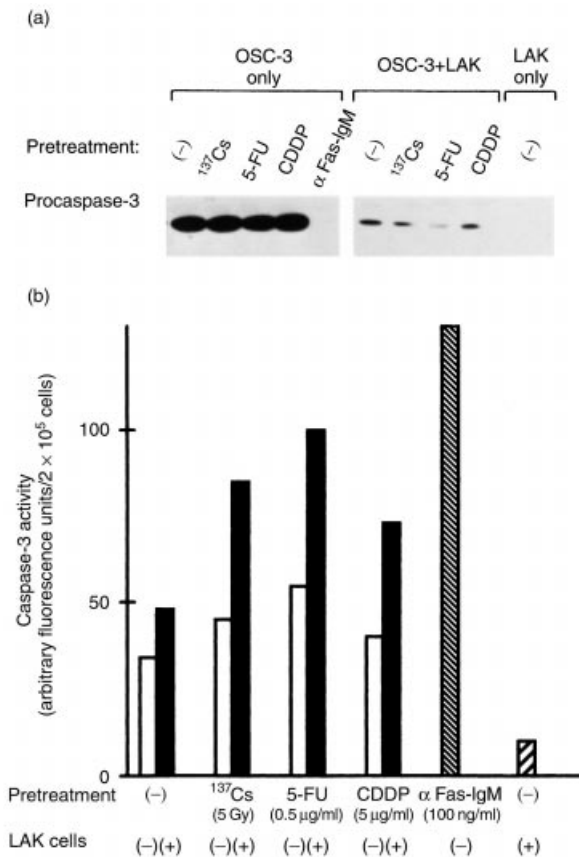 (a)
OSC-3 only
OSC-3+LAK
LAK only
Pretreatment: (−) ¹³⁷Cs 5-FU CDDP α Fas-IgM (−) ¹³⁷Cs 5-FU CDDP (−)
Procaspase-3
(b)
Caspase-3 activity
(arbitrary fluorescence units/2 × 10⁵ cells)
100
50
0
Pretreatment (−) ¹³⁷Cs 5-FU CDDP α Fas-IgM (−)
(5 Gy) (0.5 µg/ml) (5 µg/ml) (100 ng/ml)
LAK cells (−)(+) (−)(+) (−)(+) (−)(+) (−) (+)